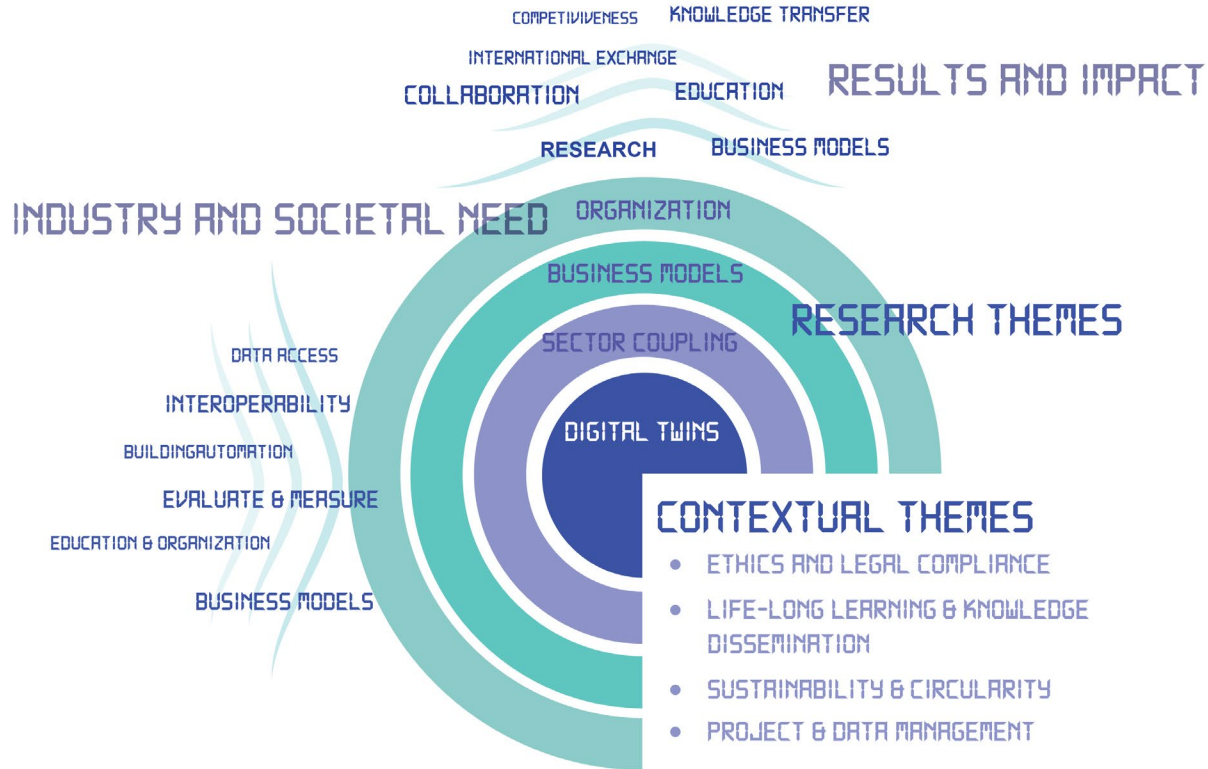 COMPETIVIVENESS
KNOWLEDGE TRANSFER
INTERNATIONAL EXCHANGE
COLLABORATION
EDUCATION
RESULTS AND IMPACT
RESEARCH
BUSINESS MODELS
INDUSTRY AND SOCIETAL NEED
ORGANIZATION
BUSINESS MODELS
SECTOR COUPLING
DIGITAL TWINS
RESEARCH THEMES
DATA ACCESS
INTEROPERABILITY
BUILDINGAUTOMATION
EVALUATE & MEASURE
EDUCATION & ORGANIZATION
BUSINESS MODELS
CONTEXTUAL THEMES
• ETHICS AND LEGAL COMPLIANCE
• LIFE-LONG LEARNING & KNOWLEDGE
DISSEMINATION
• SUSTAINABILITY & CIRCULARITY
• PROJECT & DATA MANAGEMENT